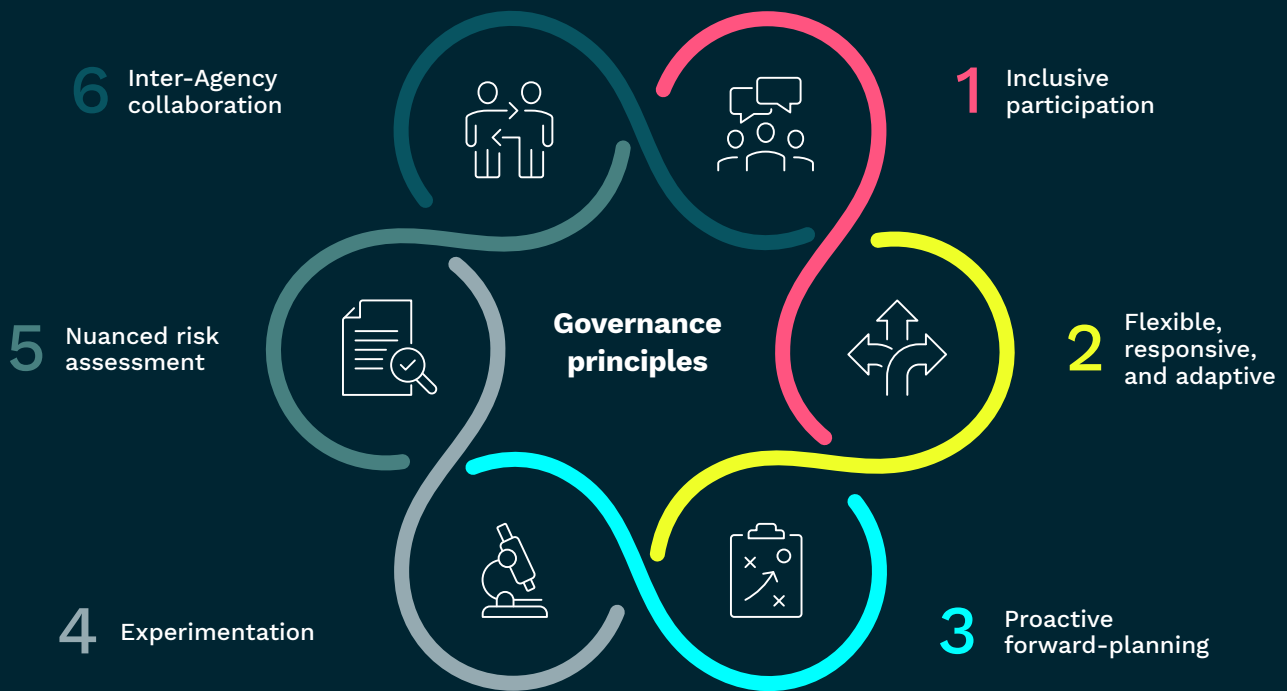 Governance
principles
1
Inclusive
participation
2
Flexible,
responsive,
and adaptive
3
Proactive
forward-planning
4
Experimentation
5
Nuanced risk
assessment
6
Inter-Agency
collaboration